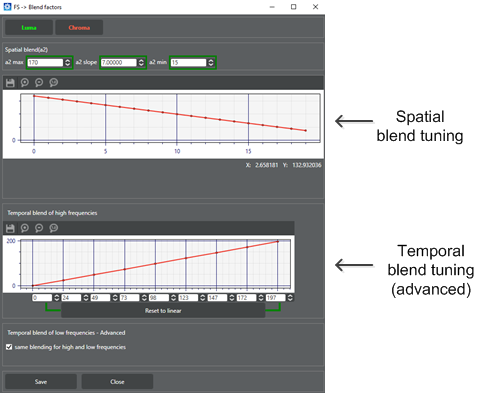 FS -> Blend factors
Luma Chroma
Spatial blend(a2)
a2 max 170 a2 slope 7.00000 a2 min 15
0
0 5 10 15
X: 2.658181 Y: 132.932036
Spatial
blend tuning
Temporal blend of high frequencies
200
0
0 24 49 73 98 123 147 172 197
Reset to linear
Temporal
blend tuning
(advanced)
Temporal blend of low frequencies - Advanced
same blending for high and low frequencies
Save Close